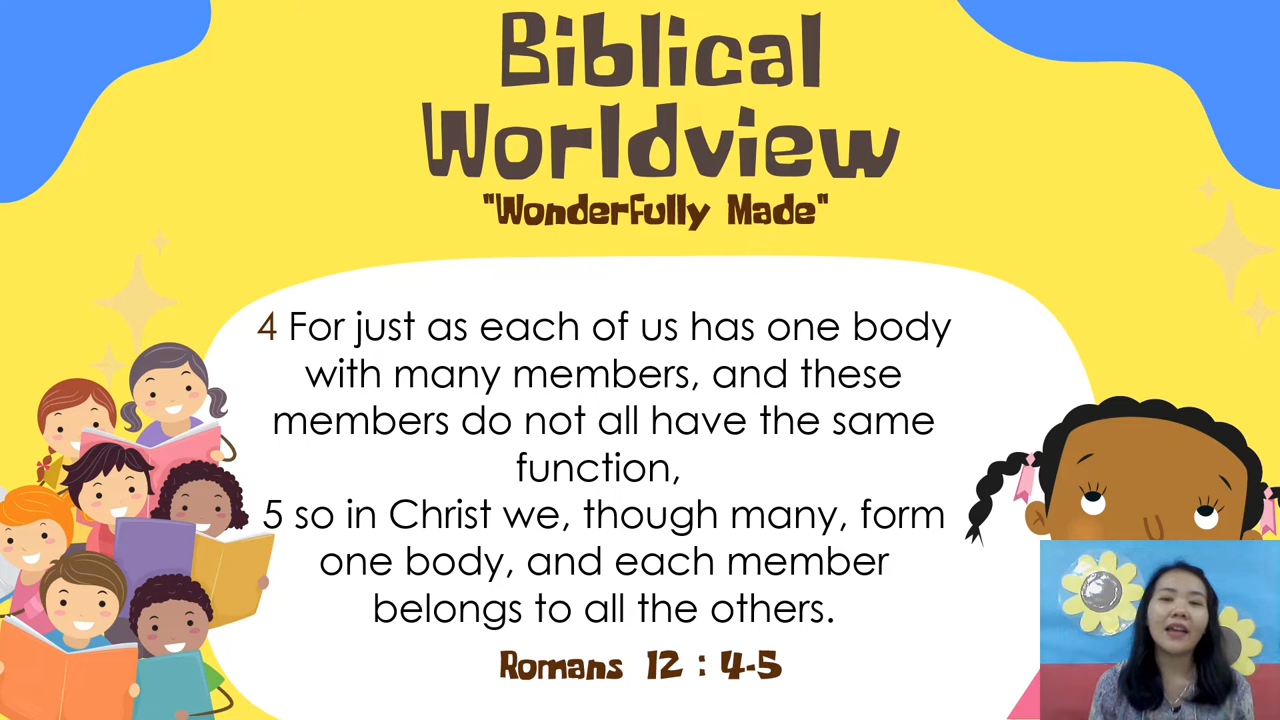 Biblical
Worldview
"Wonderfully Made"
4 For just as each of us has one body
with many members, and these
members do not all have the same
function,
5 so in Christ we, though many, form
one body, and each member
belongs to all the others.
Romans 12 : 4-5